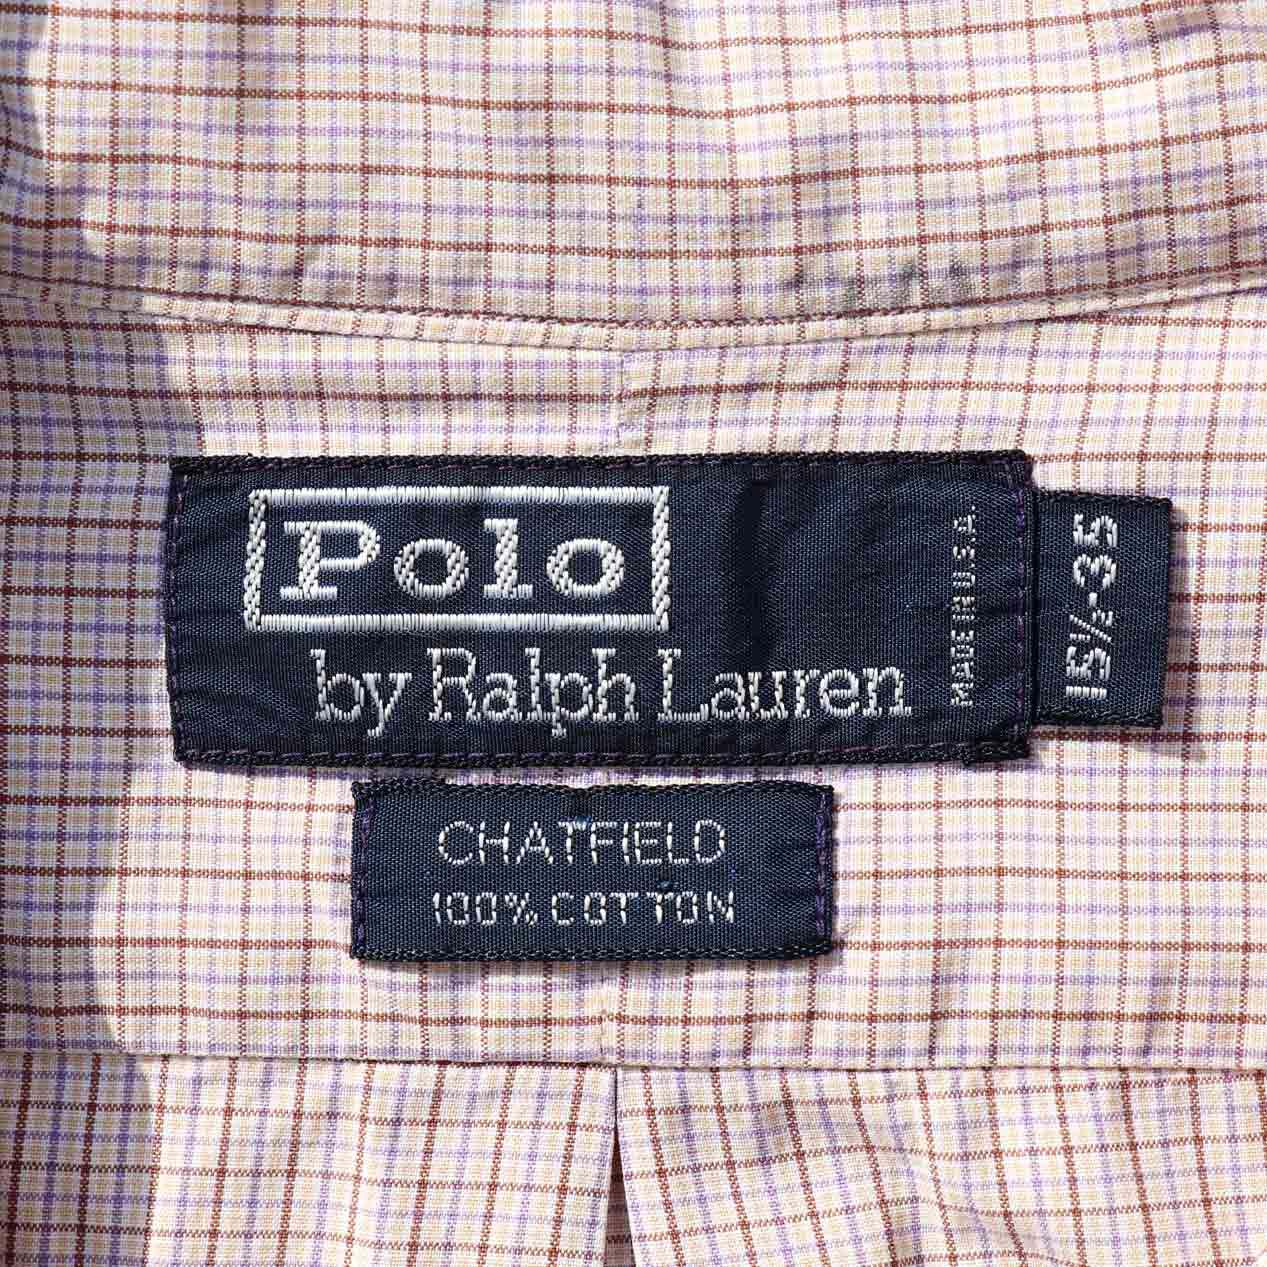 Polo
by Ralph Lauren
MADE IN U.S.A.
15½-35
CHATFIELD
100% COTTON